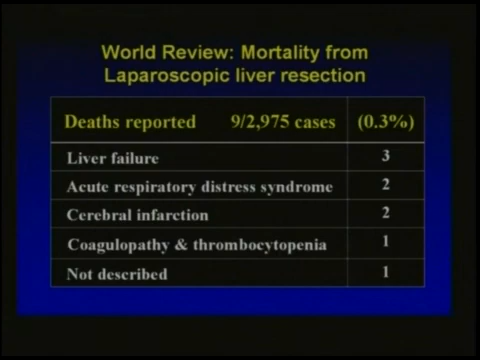 World Review: Mortality from
Laparoscopic liver resection
Deaths reported 9/2,975 cases (0.3%)
Liver failure 3
Acute respiratory distress syndrome 2
Cerebral infarction 2
Coagulopathy & thrombocytopenia 1
Not described 1